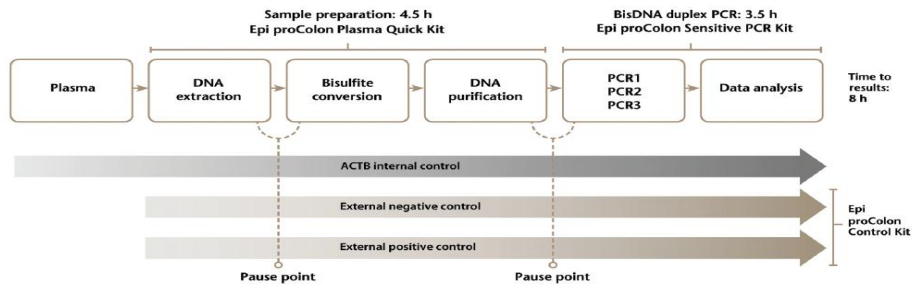 Sample preparation: 4.5 h
Epi proColon Plasma Quick Kit
BisDNA duplex PCR: 3.5 h
Epi proColon Sensitive PCR Kit
Plasma
DNA
extraction
Bisulfite
conversion
DNA
purification
PCR1
PCR2
PCR3
Data analysis
Time to
results:
8 h
ACTB internal control
External negative control
External positive control
Epi
proColon
Control Kit
Pause point
Pause point